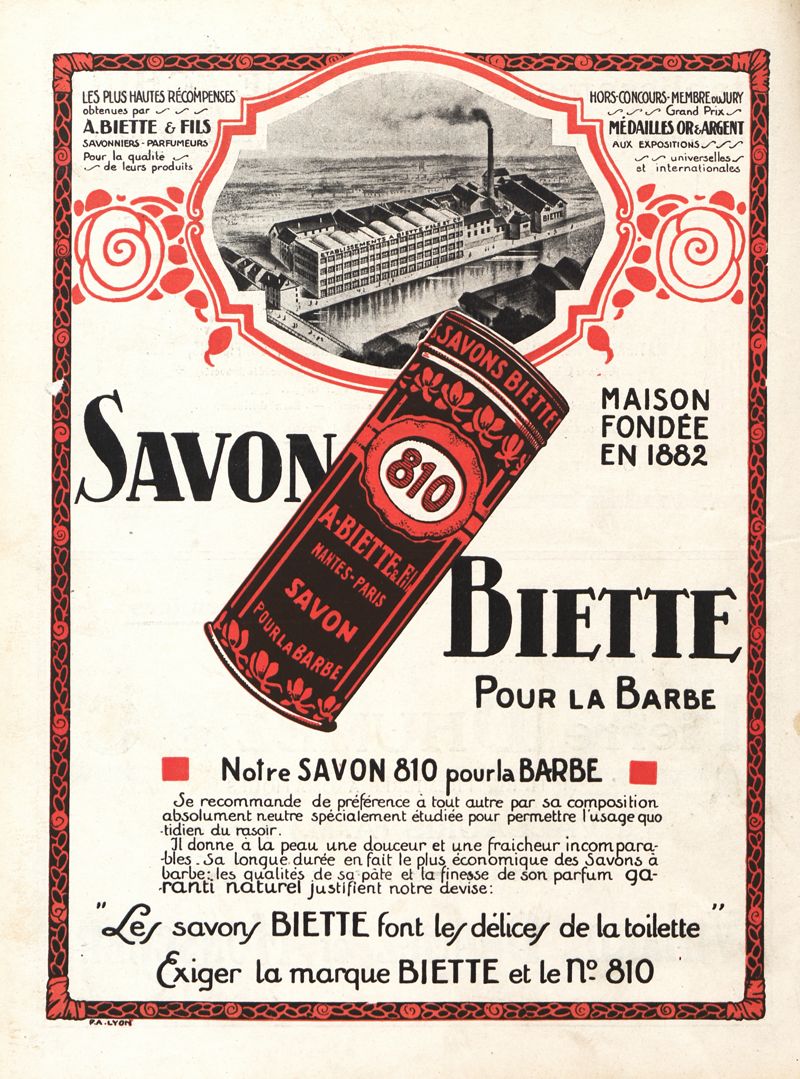 LES PLUS HAUTES RÉCOMPENSES
obtenues par
A.BIETTE & FILS
SAVONNIERS-PARFUMEURS
Pour la qualité
de leurs produits
HORS-CONCOURS-MEMBRE DU JURY
Grand Prix
MÉDAILLES OR & ARGENT
AUX EXPOSITIONS
universelles
et internationales
ETABLISSEMENTS A. BIETTE & FILS
BIETTE
SAVONS BIETTE
810
A.BIETTE & Fils
NANTES-PARIS
SAVON
POUR LA BARBE
MAISON
FONDÉE
EN 1882
SAVON
BIETTE
POUR LA BARBE
Notre SAVON 810 pour la BARBE
Se recommande de préférence à tout autre par sa composition
absolument neutre spécialement étudiée pour permettre l'usage quo
-tidien du rasoir.
Il donne à la peau une douceur et une fraicheur incompara-
-bles. Sa longue durée en fait le plus économique des Savons à
barbe; les qualités de sa pâte et la finesse de son parfum ga-
-ranti naturel justifient notre devise:
"Les savons BIETTE font les délices de la toilette"
Exiger la marque BIETTE et le No. 810
P.A. LYON